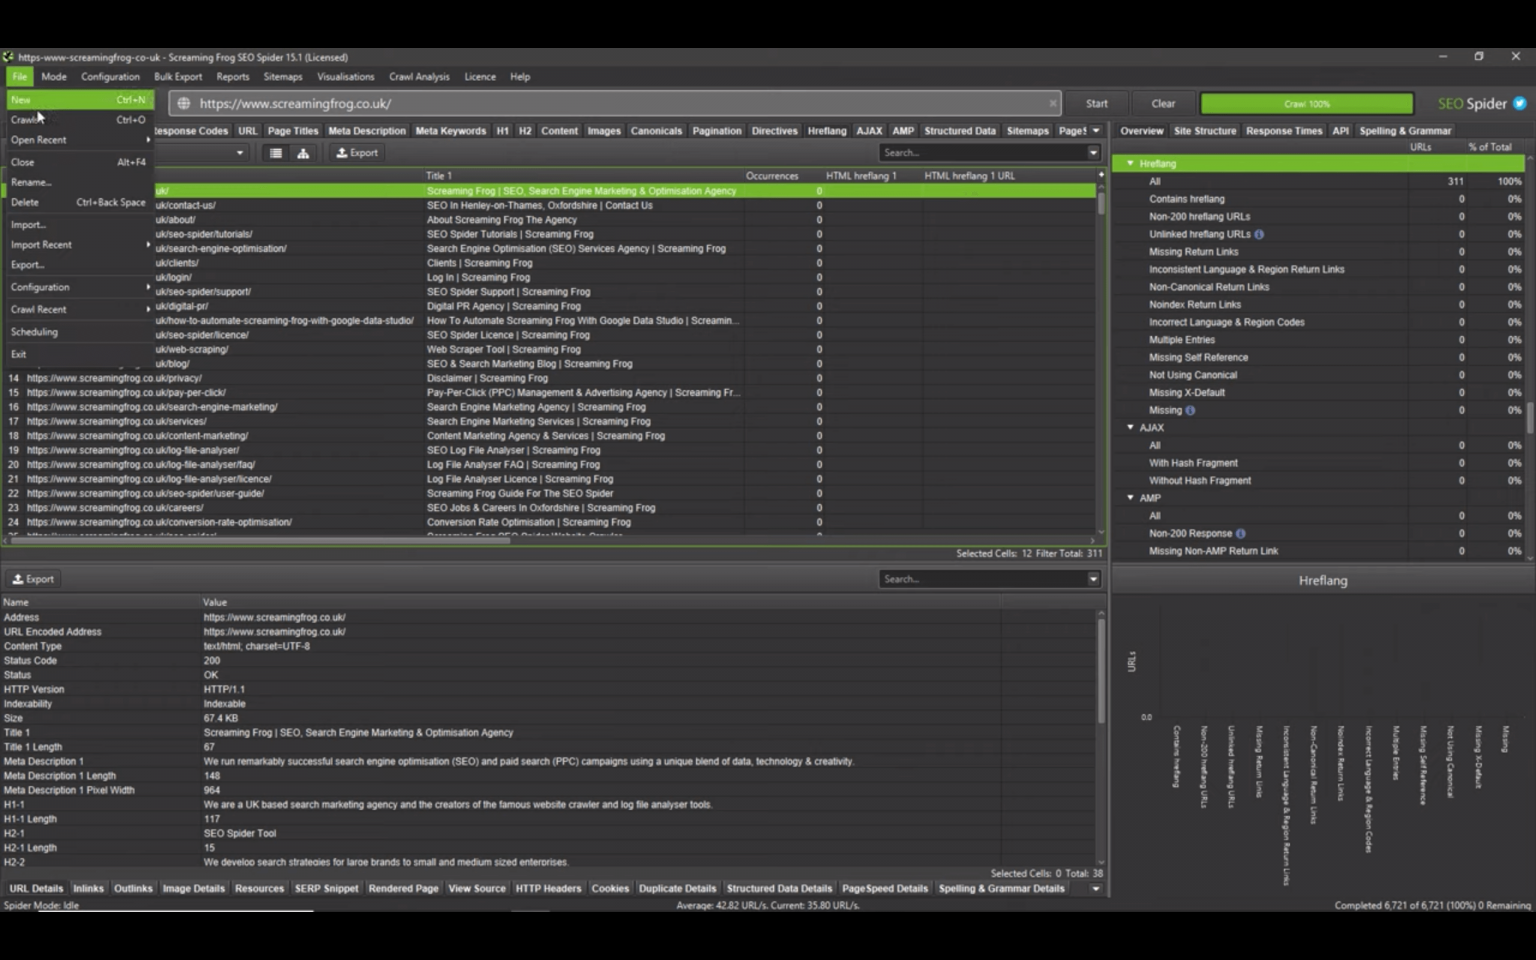 https-www-screamingfrog-co-uk - Screaming Frog SEO Spider 15.1 (Licensed)
File Mode Configuration Bulk Export Reports Sitemaps Visualisations Crawl Analysis Licence Help
New Ctrl+N
Crawls Ctrl+O
Open Recent
Close Alt+F4
Rename...
Delete Ctrl+Back Space
Import...
Import Recent
Export...
Configuration
Crawl Recent
Scheduling
Exit
https://www.screamingfrog.co.uk/ Start Clear Crawl 100% SEO Spider
esponse Codes URL Page Titles Meta Description Meta Keywords H1 H2 Content Images Canonicals Pagination Directives Hreflang AJAX AMP Structured Data Sitemaps PageS
Export Search...
Title 1 Occurrences HTML hreflang 1 HTML hreflang 1 URL
uk/ Screaming Frog | SEO, Search Engine Marketing & Optimisation Agency 0
uk/contact-us/ SEO In Henley-on-Thames, Oxfordshire | Contact Us 0
uk/about/ About Screaming Frog The Agency 0
uk/seo-spider/tutorials/ SEO Spider Tutorials | Screaming Frog 0
uk/search-engine-optimisation/ Search Engine Optimisation (SEO) Services Agency | Screaming Frog 0
uk/clients/ Clients | Screaming Frog 0
uk/login/ Log In | Screaming Frog 0
uk/seo-spider/support/ SEO Spider Support | Screaming Frog 0
uk/digital-pr/ Digital PR Agency | Screaming Frog 0
uk/how-to-automate-screaming-frog-with-google-data-studio/ How To Automate Screaming Frog With Google Data Studio | Screamin... 0
uk/seo-spider/licence/ SEO Spider Licence | Screaming Frog 0
uk/web-scraping/ Web Scraper Tool | Screaming Frog 0
uk/blog/ SEO & Search Marketing Blog | Screaming Frog 0
14 https://www.screamingfrog.co.uk/privacy/ Disclaimer | Screaming Frog 0
15 https://www.screamingfrog.co.uk/pay-per-click/ Pay-Per-Click (PPC) Management & Advertising Agency | Screaming Fr... 0
16 https://www.screamingfrog.co.uk/search-engine-marketing/ Search Engine Marketing Agency | Screaming Frog 0
17 https://www.screamingfrog.co.uk/services/ Search Engine Marketing Services | Screaming Frog 0
18 https://www.screamingfrog.co.uk/content-marketing/ Content Marketing Agency & Services | Screaming Frog 0
19 https://www.screamingfrog.co.uk/log-file-analyser/ SEO Log File Analyser | Screaming Frog 0
20 https://www.screamingfrog.co.uk/log-file-analyser/faq/ Log File Analyser FAQ | Screaming Frog 0
21 https://www.screamingfrog.co.uk/log-file-analyser/licence/ Log File Analyser Licence | Screaming Frog 0
22 https://www.screamingfrog.co.uk/seo-spider/user-guide/ Screaming Frog Guide For The SEO Spider 0
23 https://www.screamingfrog.co.uk/careers/ SEO Jobs & Careers In Oxfordshire | Screaming Frog 0
24 https://www.screamingfrog.co.uk/conversion-rate-optimisation/ Conversion Rate Optimisation | Screaming Frog 0
Selected Cells: 12 Filter Total: 311
Export Search...
Name Value
Address https://www.screamingfrog.co.uk/
URL Encoded Address https://www.screamingfrog.co.uk/
Content Type text/html; charset=UTF-8
Status Code 200
Status OK
HTTP Version HTTP/1.1
Indexability Indexable
Size 67.4 KB
Title 1 Screaming Frog | SEO, Search Engine Marketing & Optimisation Agency
Title 1 Length 67
Meta Description 1 We run remarkably successful search engine optimisation (SEO) and paid search (PPC) campaigns using a unique blend of data, technology & creativity.
Meta Description 1 Length 148
Meta Description 1 Pixel Width 964
H1-1 We are a UK based search marketing agency and the creators of the famous website crawler and log file analyser tools.
H1-1 Length 117
H2-1 SEO Spider Tool
H2-1 Length 15
H2-2 We develop search strategies for large brands to small and medium sized enterprises.
Selected Cells: 0 Total: 38
URL Details Inlinks Outlinks Image Details Resources SERP Snippet Rendered Page View Source HTTP Headers Cookies Duplicate Details Structured Data Details PageSpeed Details Spelling & Grammar Details
Spider Mode: Idle Average: 42.82 URL/s. Current: 35.80 URL/s. Completed 6,721 of 6,721 (100%) 0 Remaining
Overview Site Structure Response Times API Spelling & Grammar
URLs % of Total
Hreflang
All 311 100%
Contains hreflang 0 0%
Non-200 hreflang URLs 0 0%
Unlinked hreflang URLs 0 0%
Missing Return Links 0 0%
Inconsistent Language & Region Return Links 0 0%
Non-Canonical Return Links 0 0%
Noindex Return Links 0 0%
Incorrect Language & Region Codes 0 0%
Multiple Entries 0 0%
Missing Self Reference 0 0%
Not Using Canonical 0 0%
Missing X-Default 0 0%
Missing 0 0%
AJAX
All 0 0%
With Hash Fragment 0 0%
Without Hash Fragment 0 0%
AMP
All 0 0%
Non-200 Response 0 0%
Missing Non-AMP Return Link 0 0%
Hreflang
URLs
0.0
Contains hreflang
Non-200 hreflang URLs
Unlinked hreflang URLs
Missing Return Links
Inconsistent Language & Region Return Links
Non-Canonical Return Links
Noindex Return Links
Incorrect Language & Region Codes
Multiple Entries
Missing Self Reference
Not Using Canonical
Missing X-Default
Missing